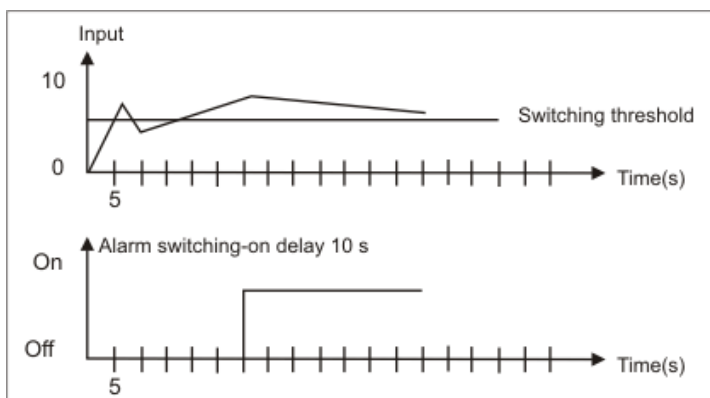 Input
10
Switching threshold
0
Time(s)
5
Alarm switching-on delay 10 s
On
Off
Time(s)
5